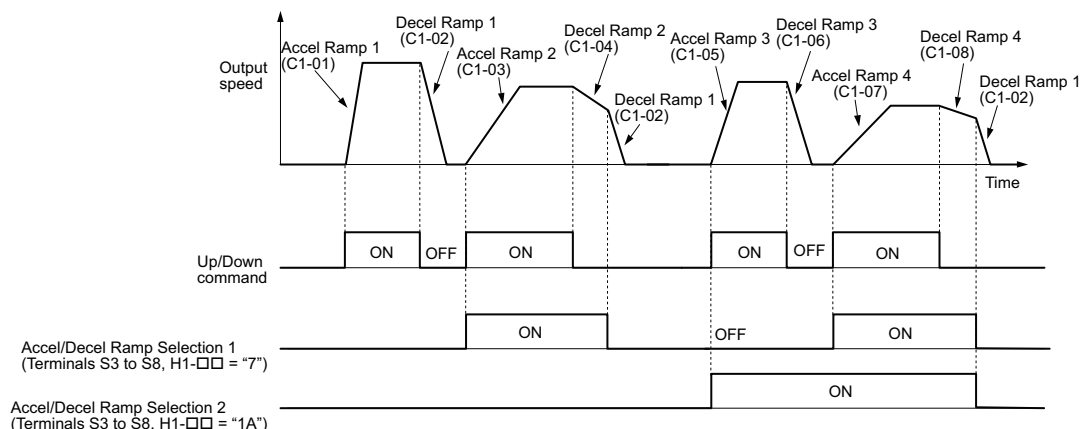 Output
speed
Accel Ramp 1
(C1-01)
Decel Ramp 1
(C1-02)
Accel Ramp 2
(C1-03)
Decel Ramp 2
(C1-04)
Decel Ramp 1
(C1-02)
Accel Ramp 3
(C1-05)
Decel Ramp 3
(C1-06)
Accel Ramp 4
(C1-07)
Decel Ramp 4
(C1-08)
Decel Ramp 1
(C1-02)
Time
Up/Down
command
ON
OFF
ON
ON
OFF
ON
Accel/Decel Ramp Selection 1
(Terminals S3 to S8, H1-□□ = “7”)
ON
OFF
ON
Accel/Decel Ramp Selection 2
(Terminals S3 to S8, H1-□□ = “1A”)
ON